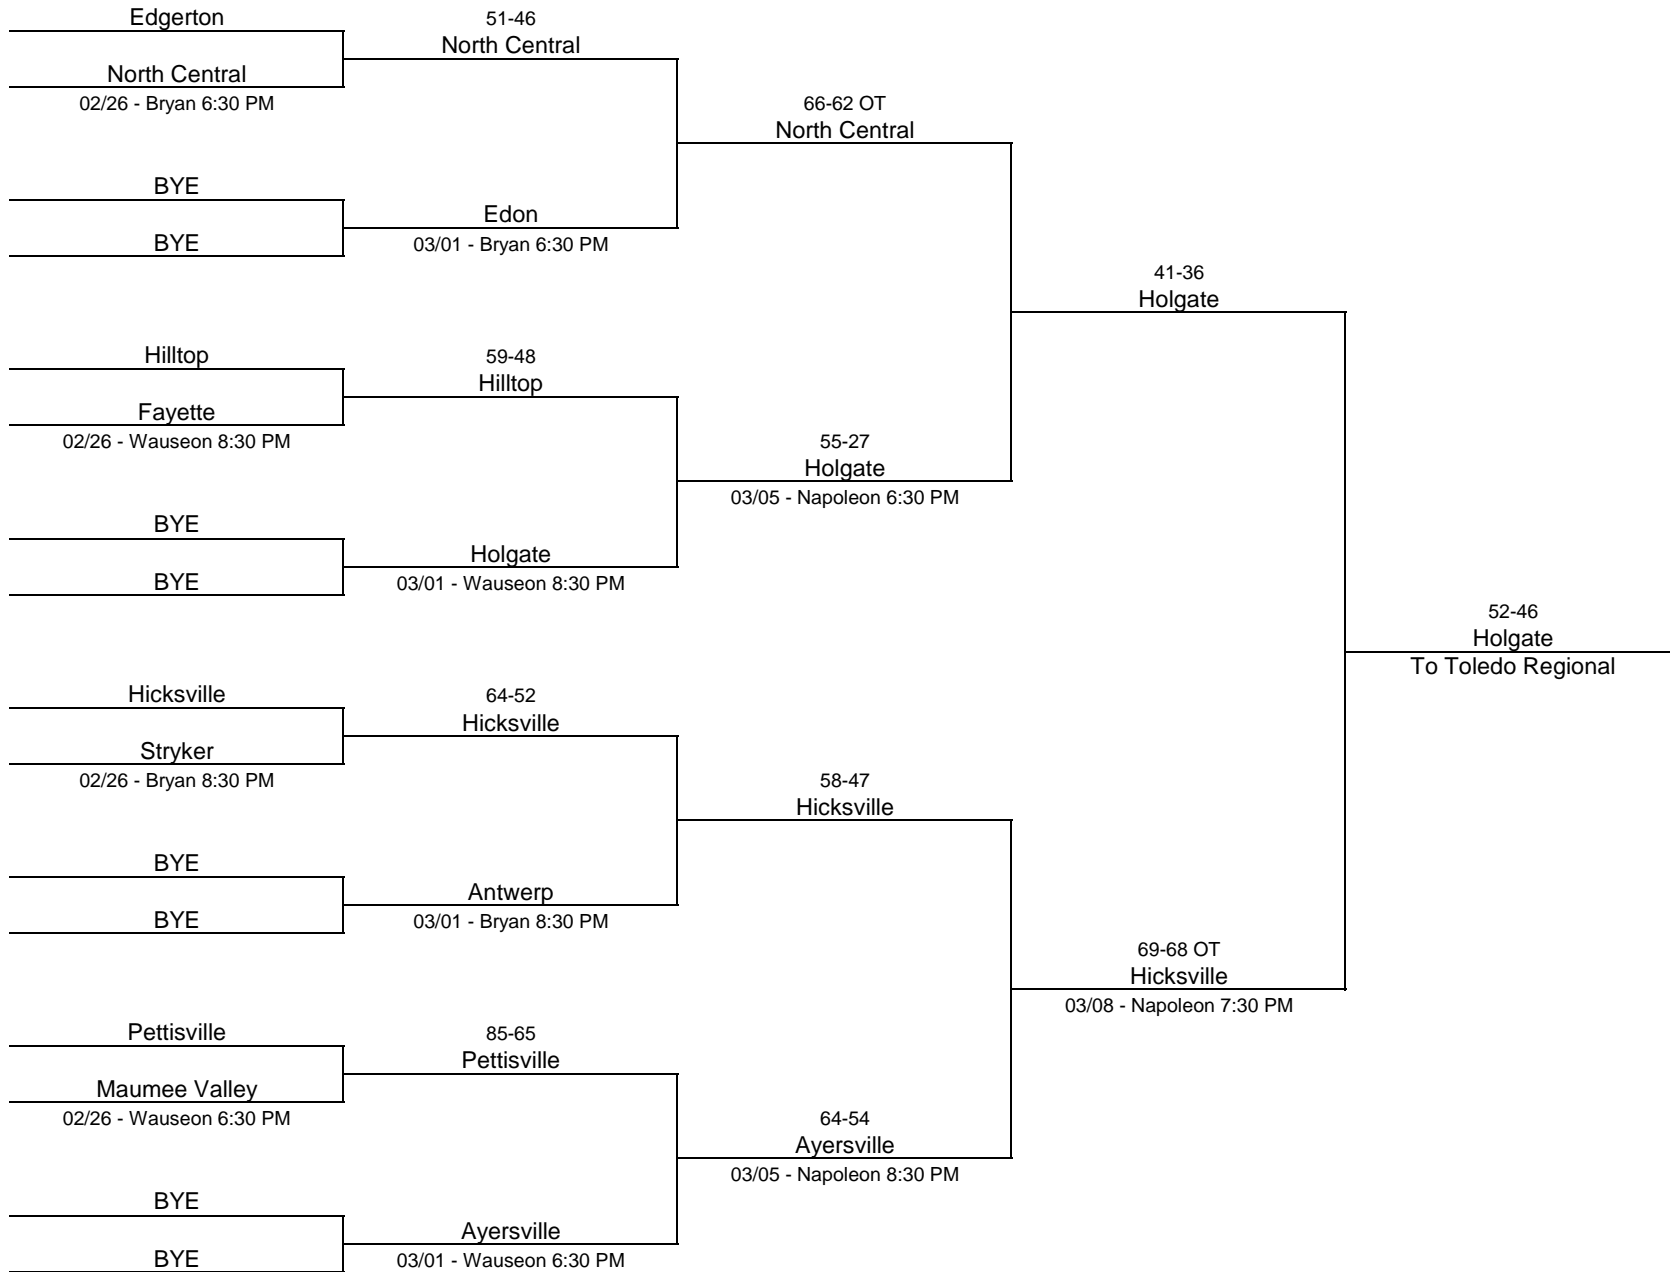 Edgerton
North Central
02/26 - Bryan 6:30 PM
BYE
BYE
Hilltop
Fayette
02/26 - Wauseon 8:30 PM
BYE
BYE
Hicksville
Stryker
02/26 - Bryan 8:30 PM
BYE
BYE
Pettisville
Maumee Valley
02/26 - Wauseon 6:30 PM
BYE
BYE
51-46
North Central
Edon
03/01 - Bryan 6:30 PM
59-48
Hilltop
Holgate
03/01 - Wauseon 8:30 PM
64-52
Hicksville
Antwerp
03/01 - Bryan 8:30 PM
85-65
Pettisville
Ayersville
03/01 - Wauseon 6:30 PM
66-62 OT
North Central
55-27
Holgate
03/05 - Napoleon 6:30 PM
58-47
Hicksville
64-54
Ayersville
03/05 - Napoleon 8:30 PM
41-36
Holgate
69-68 OT
Hicksville
03/08 - Napoleon 7:30 PM
52-46
Holgate
To Toledo Regional